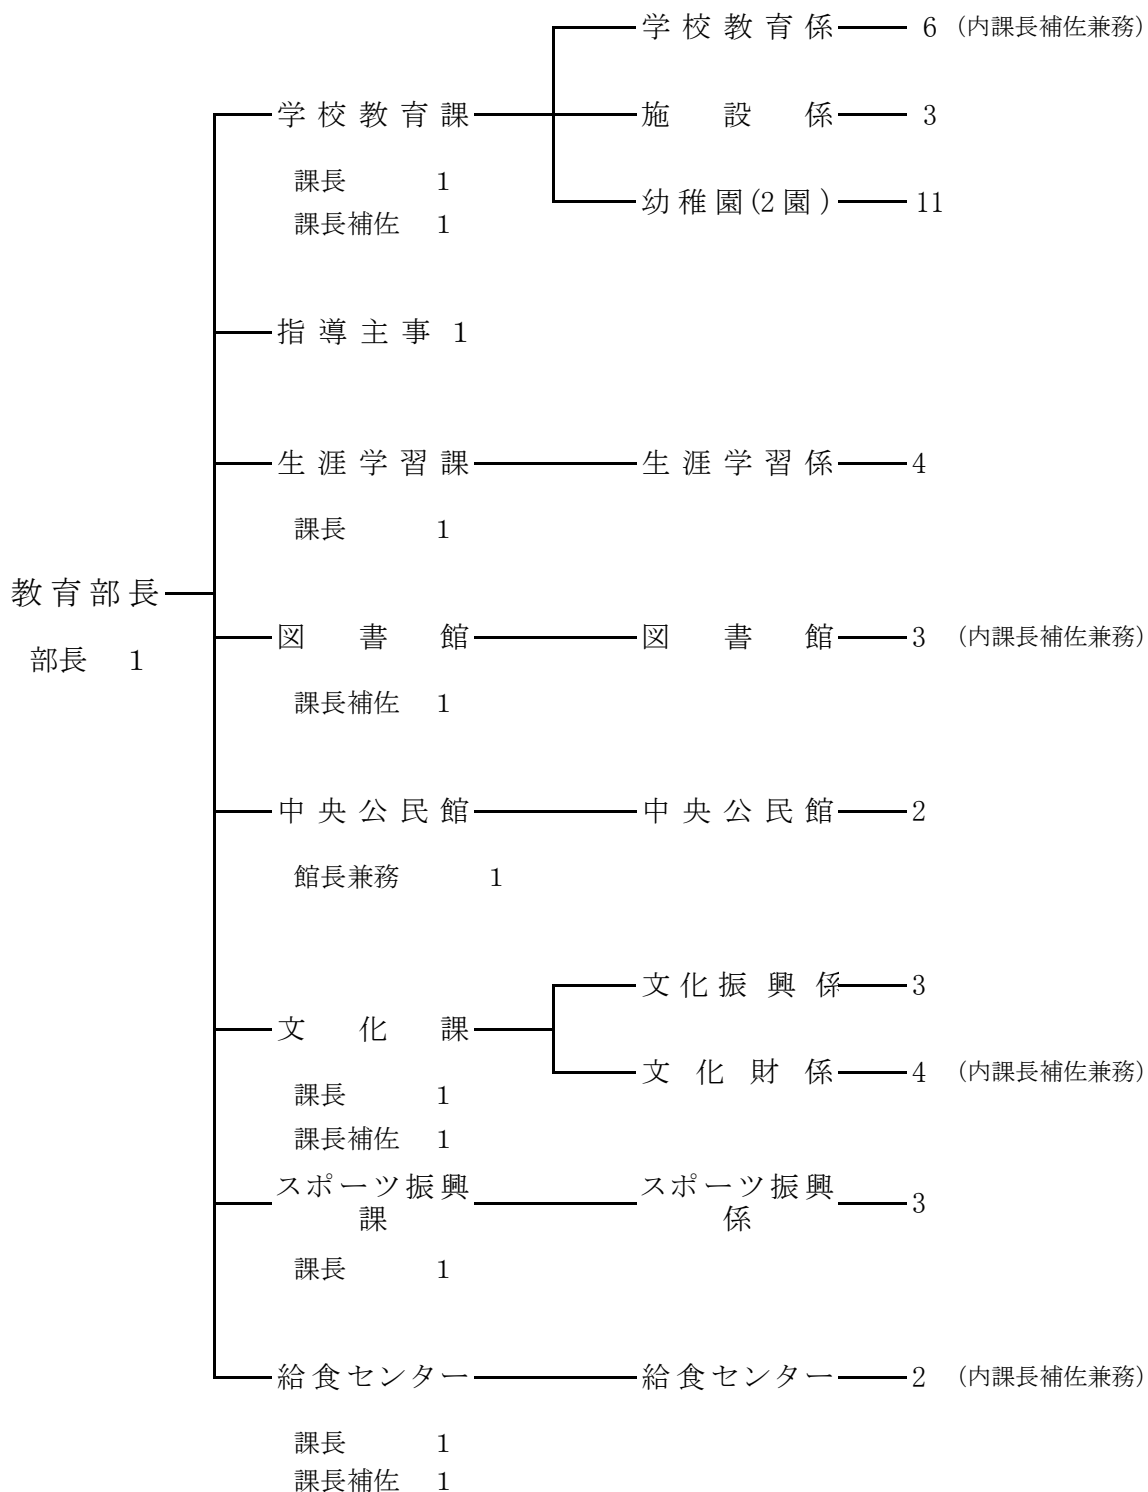 学校教育係 6 (内課長補佐兼務)
学校教育課 施設係 3
課長 1
幼稚園(2園) 11
課長補佐 1
指導主事 1
生涯学習課 生涯学習係 4
課長 1
教育部長
図書館 図書館 3 (内課長補佐兼務)
部長 1
課長補佐 1
中央公民館 中央公民館 2
館長兼務 1
文化振興係 3
文化課
文化財係 4 (内課長補佐兼務)
課長 1
課長補佐 1
スポーツ振興課 スポーツ振興係 3
課長 1
給食センター 給食センター 2 (内課長補佐兼務)
課長 1
課長補佐 1